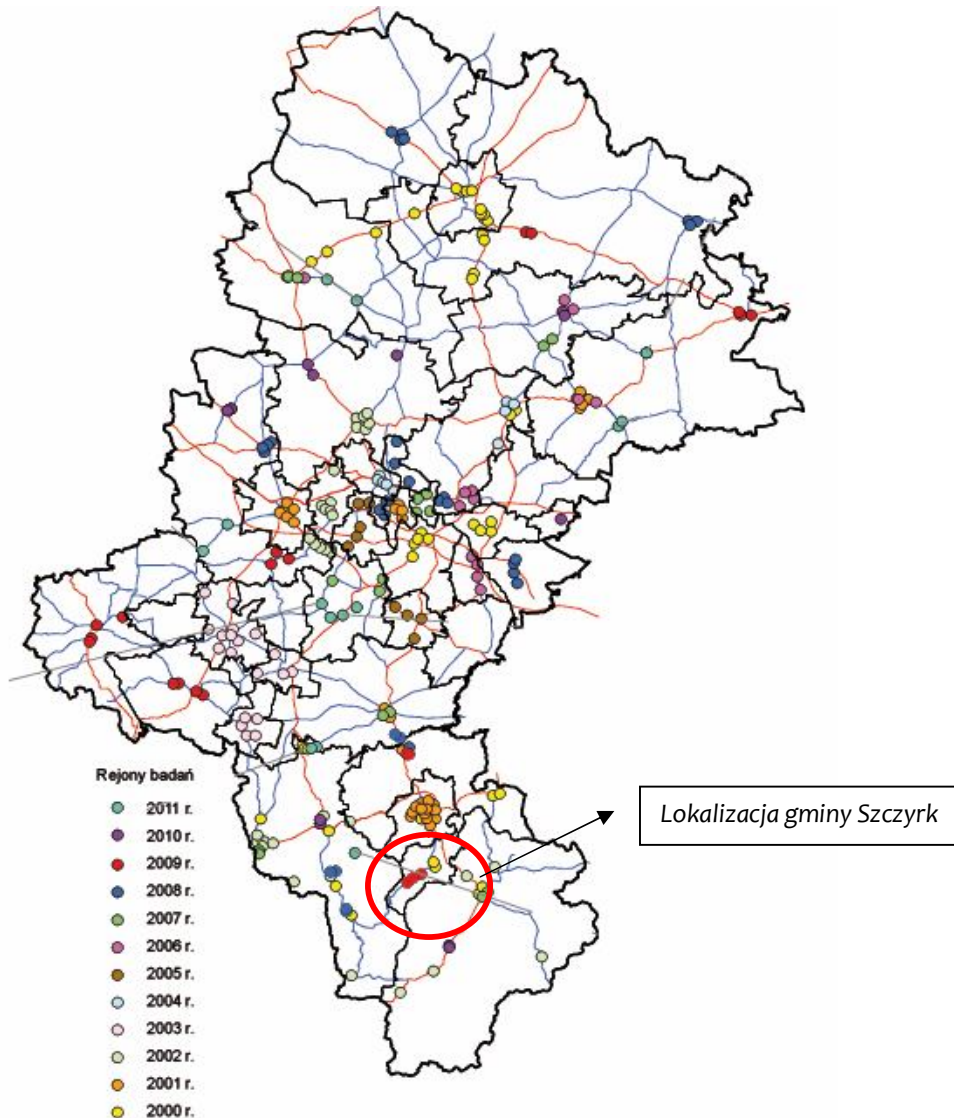 Rejony badań
2011 r.
2010 r.
2009 r.
2008 r.
2007 r.
2006 r.
2005 r.
2004 r.
2003 r.
2002 r.
2001 r.
2000 r.
Lokalizacja gminy Szczyrk